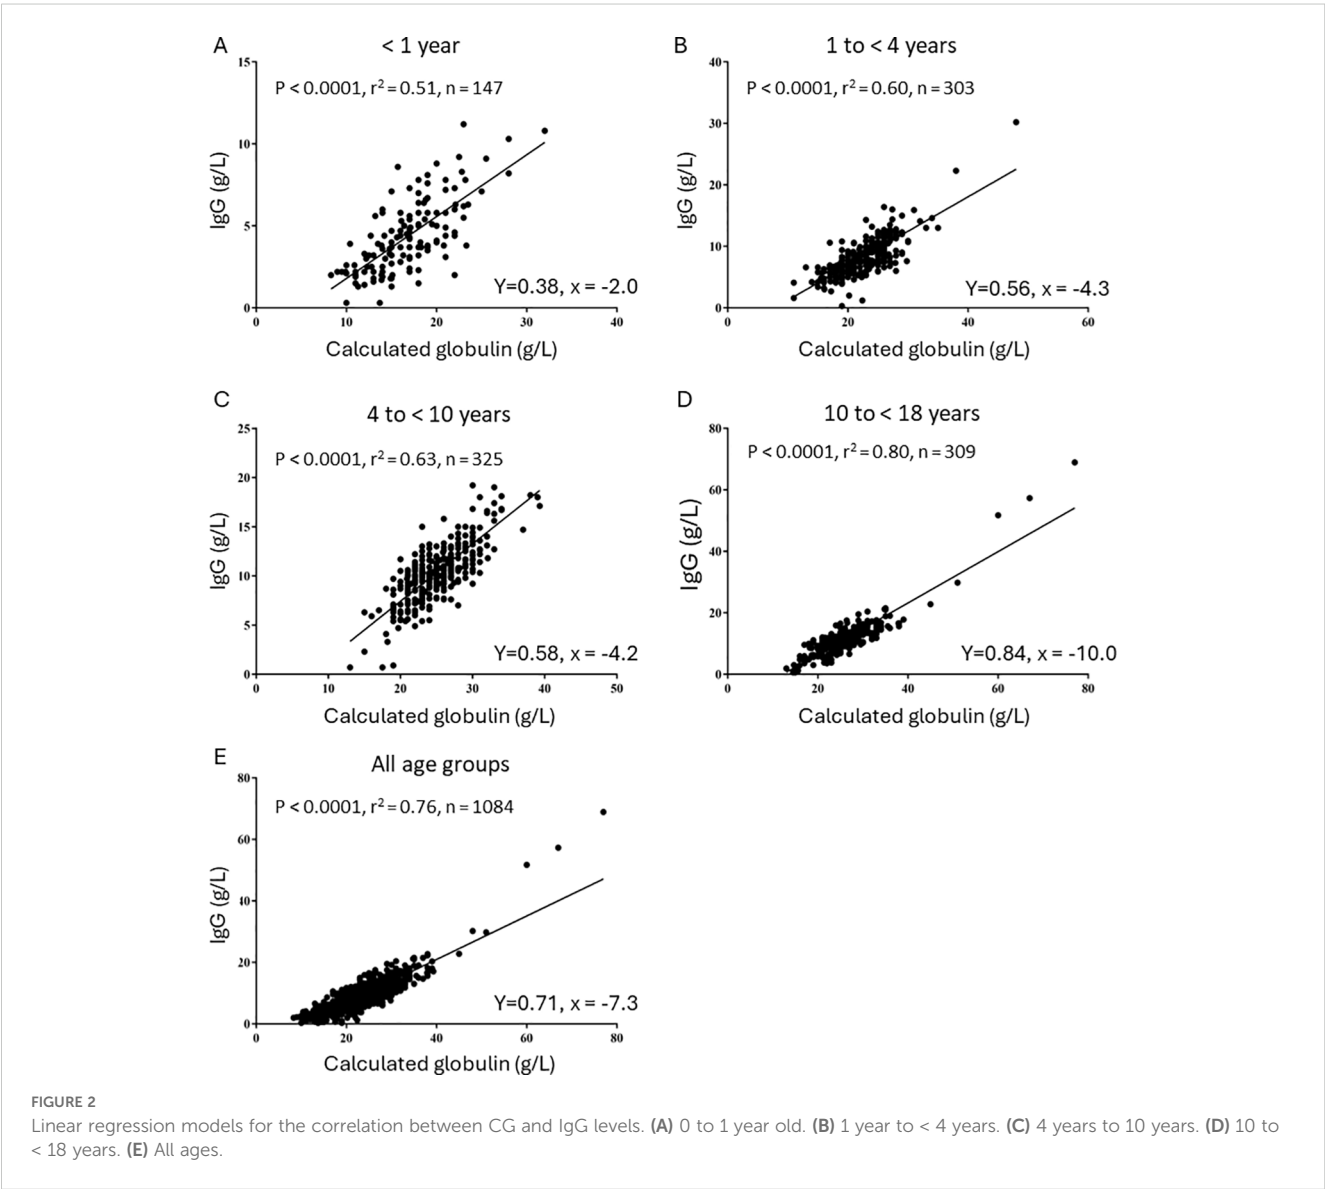 A
< 1 year
P < 0.0001, r² = 0.51, n = 147
15
10
5
0
IgG (g/L)
Y=0.38, x = -2.0
0 10 20 30 40
Calculated globulin (g/L)
B
1 to < 4 years
P < 0.0001, r² = 0.60, n = 303
40
30
20
10
0
IgG (g/L)
Y=0.56, x = -4.3
0 20 40 60
Calculated globulin (g/L)
C
4 to < 10 years
P < 0.0001, r² = 0.63, n = 325
25
20
15
10
5
0
IgG (g/L)
Y=0.58, x = -4.2
0 10 20 30 40 50
Calculated globulin (g/L)
D
10 to < 18 years
P < 0.0001, r² = 0.80, n = 309
80
60
40
20
0
IgG (g/L)
Y=0.84, x = -10.0
0 20 40 60 80
Calculated globulin (g/L)
E
All age groups
P < 0.0001, r² = 0.76, n = 1084
80
60
40
20
0
IgG (g/L)
Y=0.71, x = -7.3
0 20 40 60 80
Calculated globulin (g/L)
FIGURE 2
Linear regression models for the correlation between CG and IgG levels. (A) 0 to 1 year old. (B) 1 year to < 4 years. (C) 4 years to 10 years. (D) 10 to
< 18 years. (E) All ages.